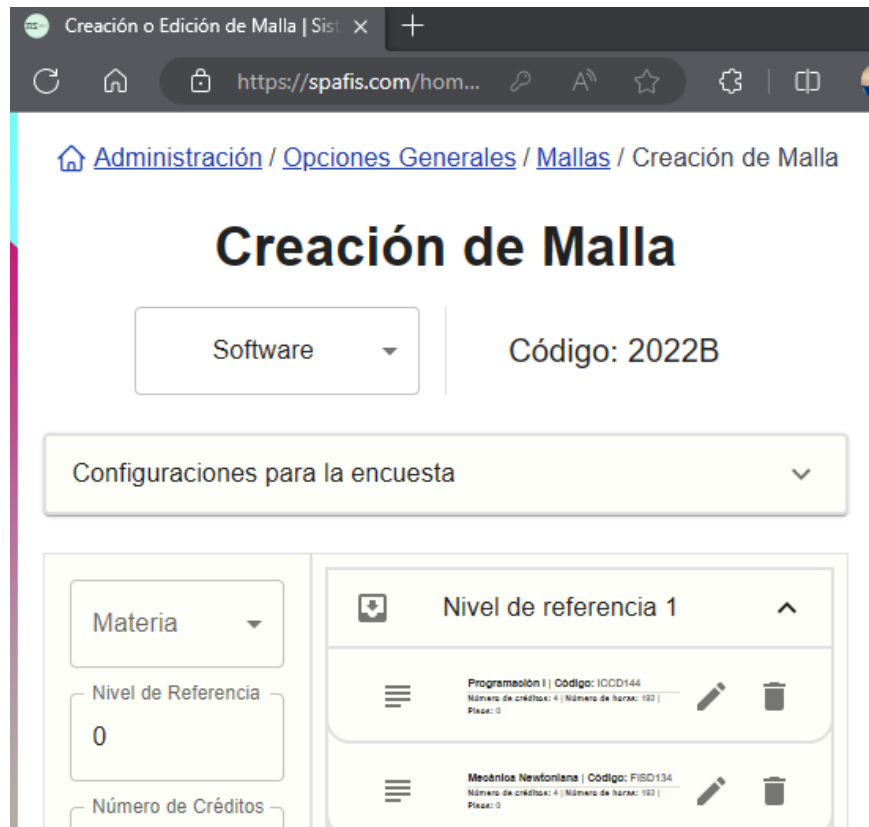 Creación o Edición de Malla | Sist
https://spafis.com/hom...
Administración / Opciones Generales / Mallas / Creación de Malla
Creación de Malla
Software
Código: 2022B
Configuraciones para la encuesta
Materia
Nivel de referencia 1
Programación I | Código: ICCD144
Número de créditos: 4 | Número de horas: 192 |
Plazas: 0
Nivel de Referencia
0
Mecánica Newtoniana | Código: FISD134
Número de créditos: 4 | Número de horas: 192 |
Plazas: 0
Número de Créditos